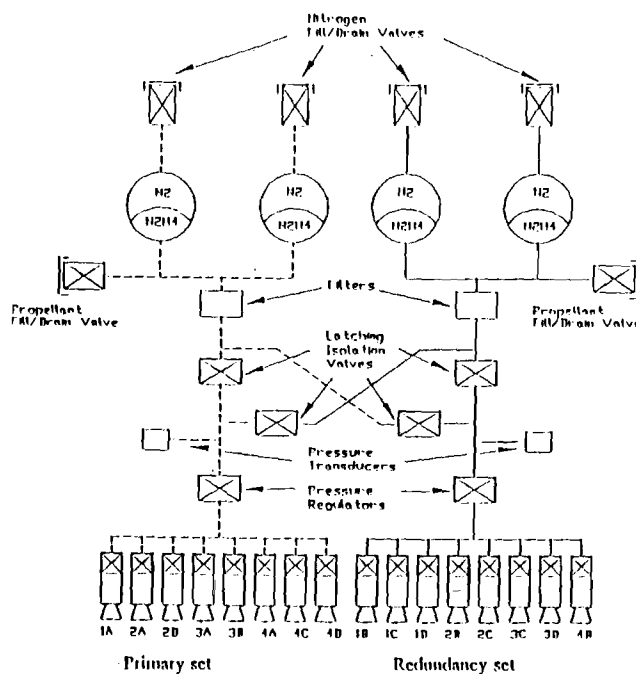 Nitrogen
Fill/Drain Valves
N2
N2H4
N2
N2H4
N2
N2H4
N2
N2H4
Propellant
Fill/Drain Valve
Filters
Propellant
Fill/Drain Valve
Latching
Isolation
Valves
Pressure
Transducers
Pressure
Regulators
1A 2A 2D 3A 3B 4A 4C 4D 1B 1C 1D 2B 2C 3C 3D 4B
Primary set
Redundancy set